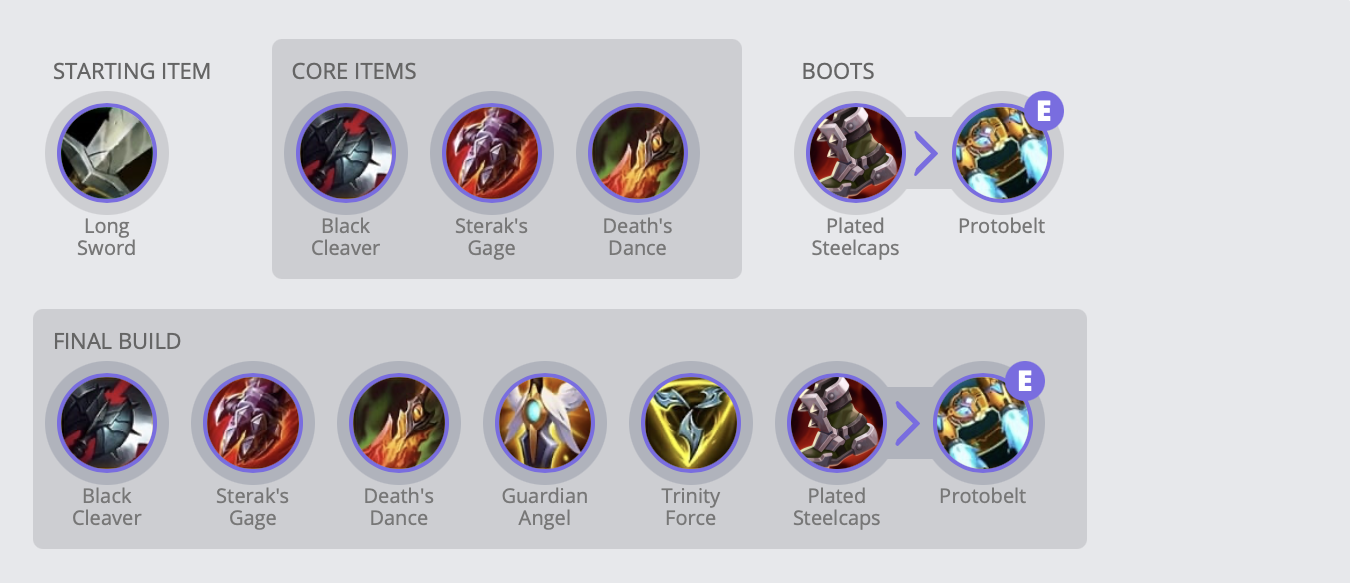 STARTING ITEM
Long
Sword
CORE ITEMS
Black
Cleaver
Sterak's
Gage
Death's
Dance
BOOTS
Plated
Steelcaps
E
Protobelt
FINAL BUILD
Black
Cleaver
Sterak's
Gage
Death's
Dance
Guardian
Angel
Trinity
Force
Plated
Steelcaps
E
Protobelt